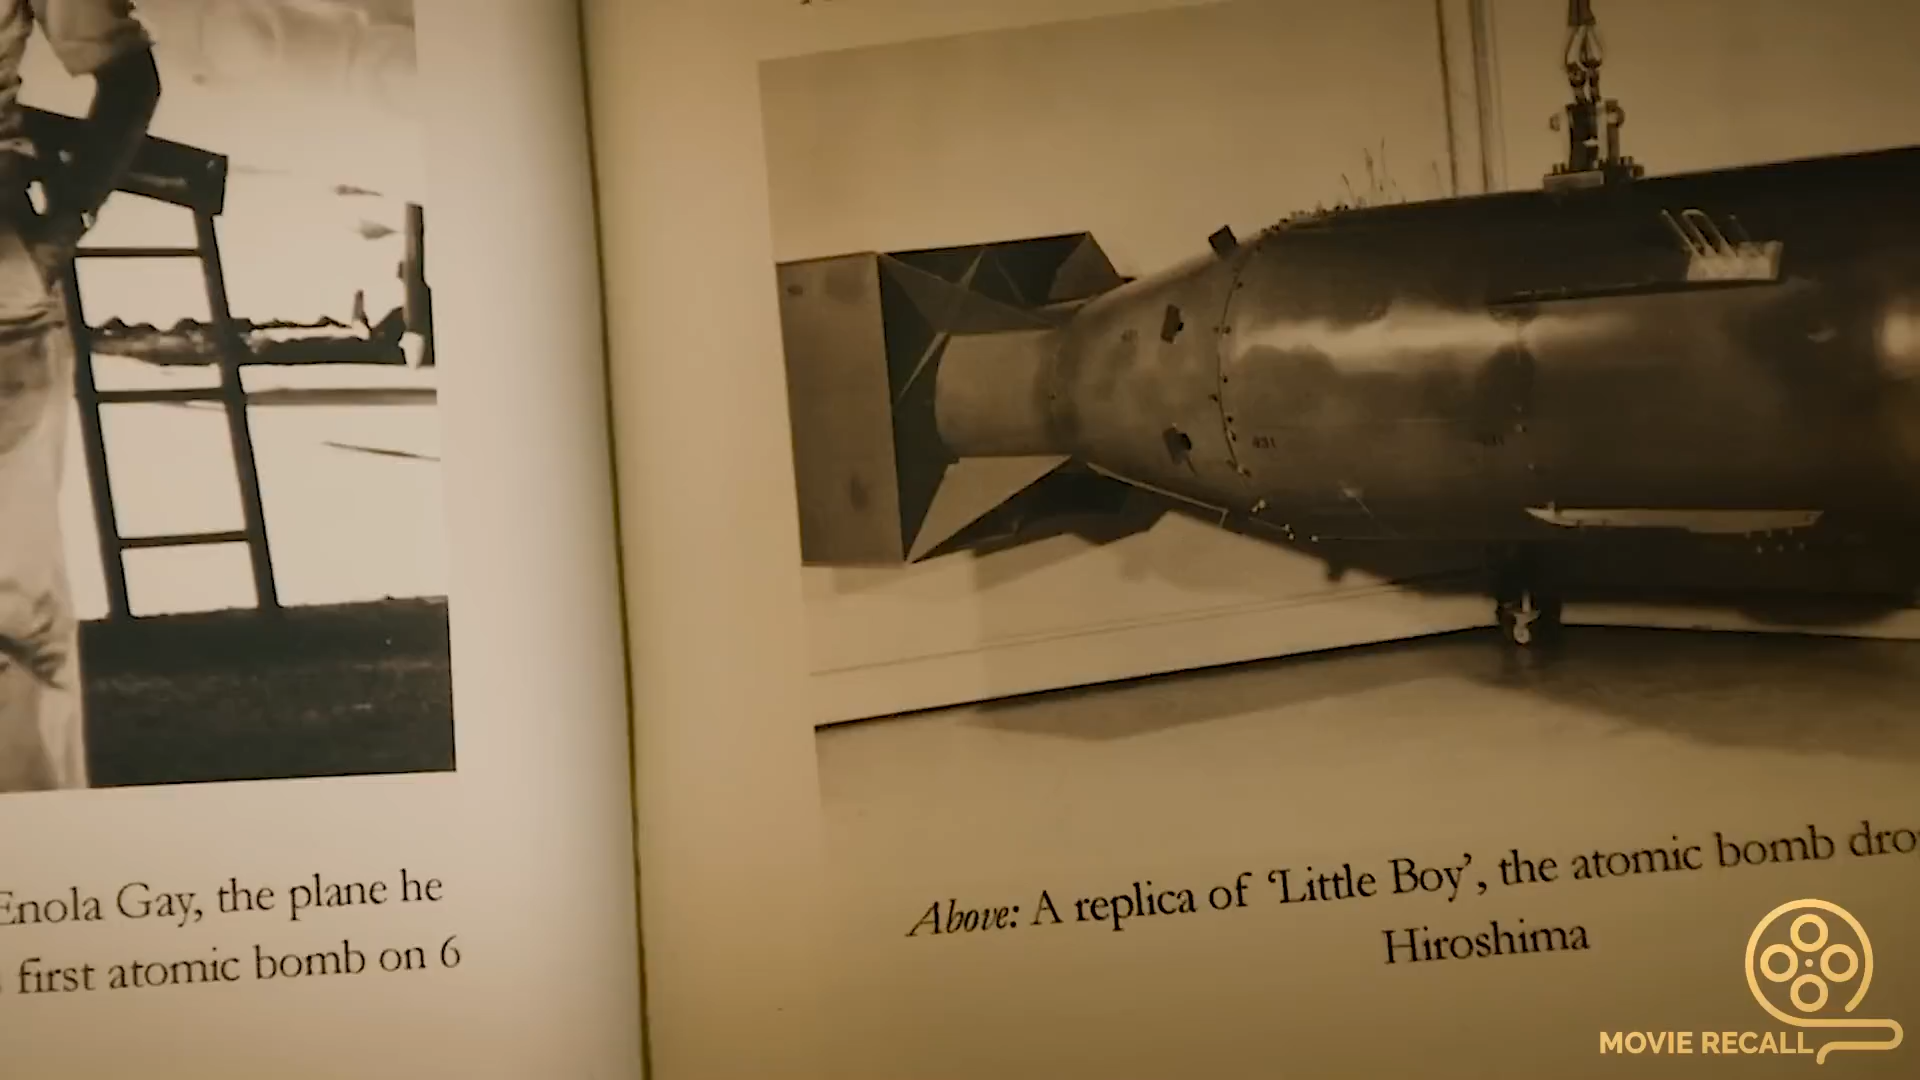 Enola Gay, the plane he
first atomic bomb on 6
Above: A replica of ‘Little Boy’, the atomic bomb dro
Hiroshima
MOVIE RECALL